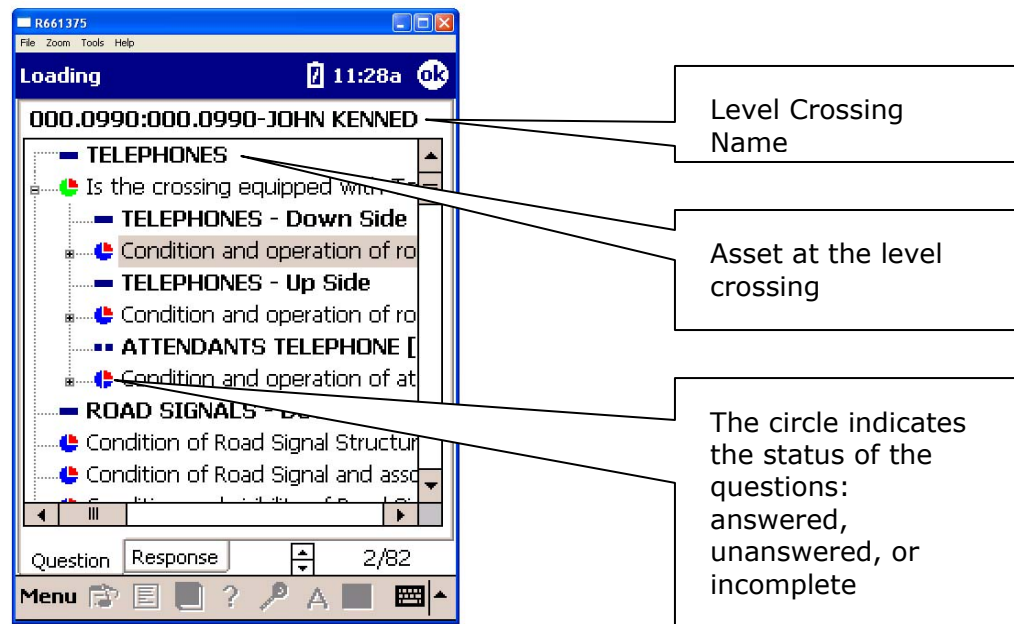 R661375
File Zoom Tools Help
Loading 11:28a ok
000.0990:000.0990-JOHN KENNED
TELEPHONES
Is the crossing equipped with
TELEPHONES - Down Side
Condition and operation of ro
TELEPHONES - Up Side
Condition and operation of ro
ATTENDANTS TELEPHONE [
Condition and operation of at
ROAD SIGNALS -
Condition of Road Signal Structur
Condition of Road Signal and asso
Question Response 2/82
Menu ? A
Level Crossing
Name
Asset at the level
crossing
The circle indicates
the status of the
questions:
answered,
unanswered, or
incomplete